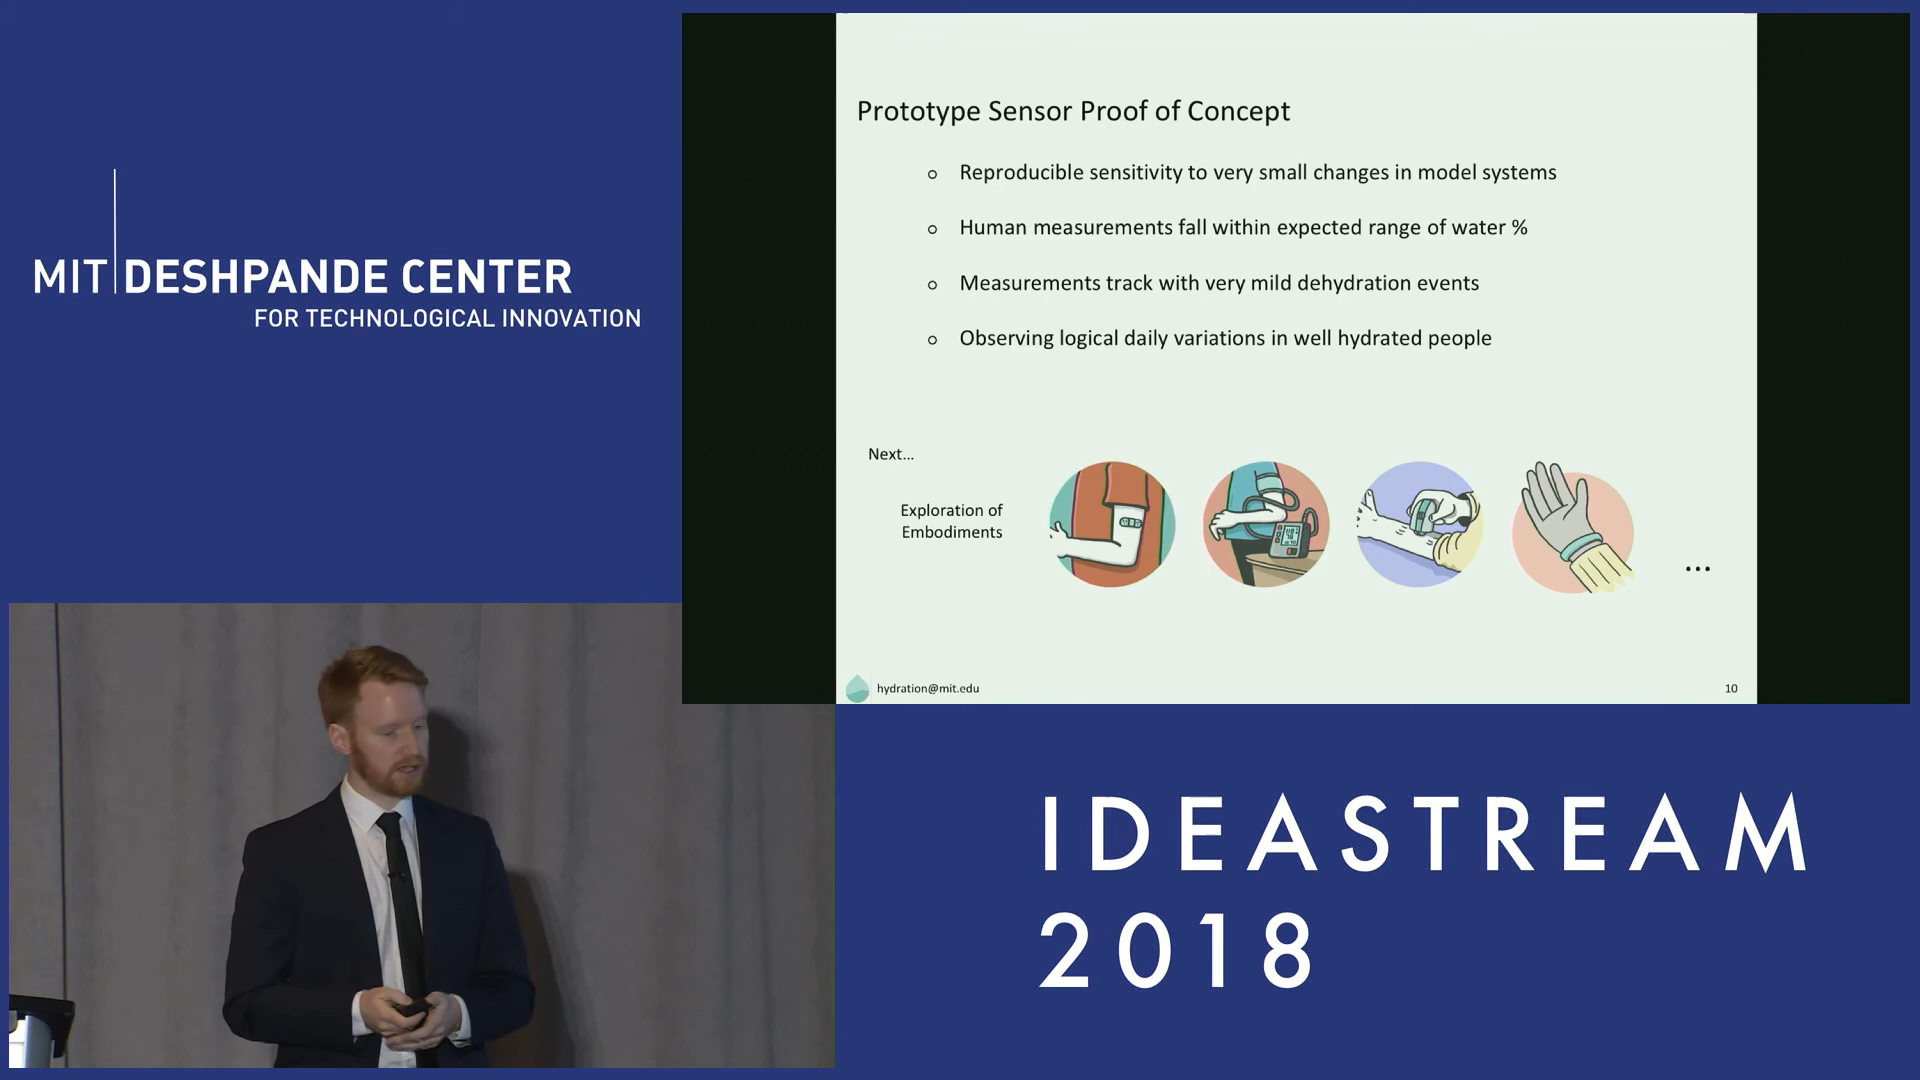 MIT DESHPANDE CENTER
FOR TECHNOLOGICAL INNOVATION
Prototype Sensor Proof of Concept
Reproducible sensitivity to very small changes in model systems
Human measurements fall within expected range of water %
Measurements track with very mild dehydration events
Observing logical daily variations in well hydrated people
Next...
Exploration of
Embodiments
...
hydration@mit.edu
10
IDEASTREAM
2018